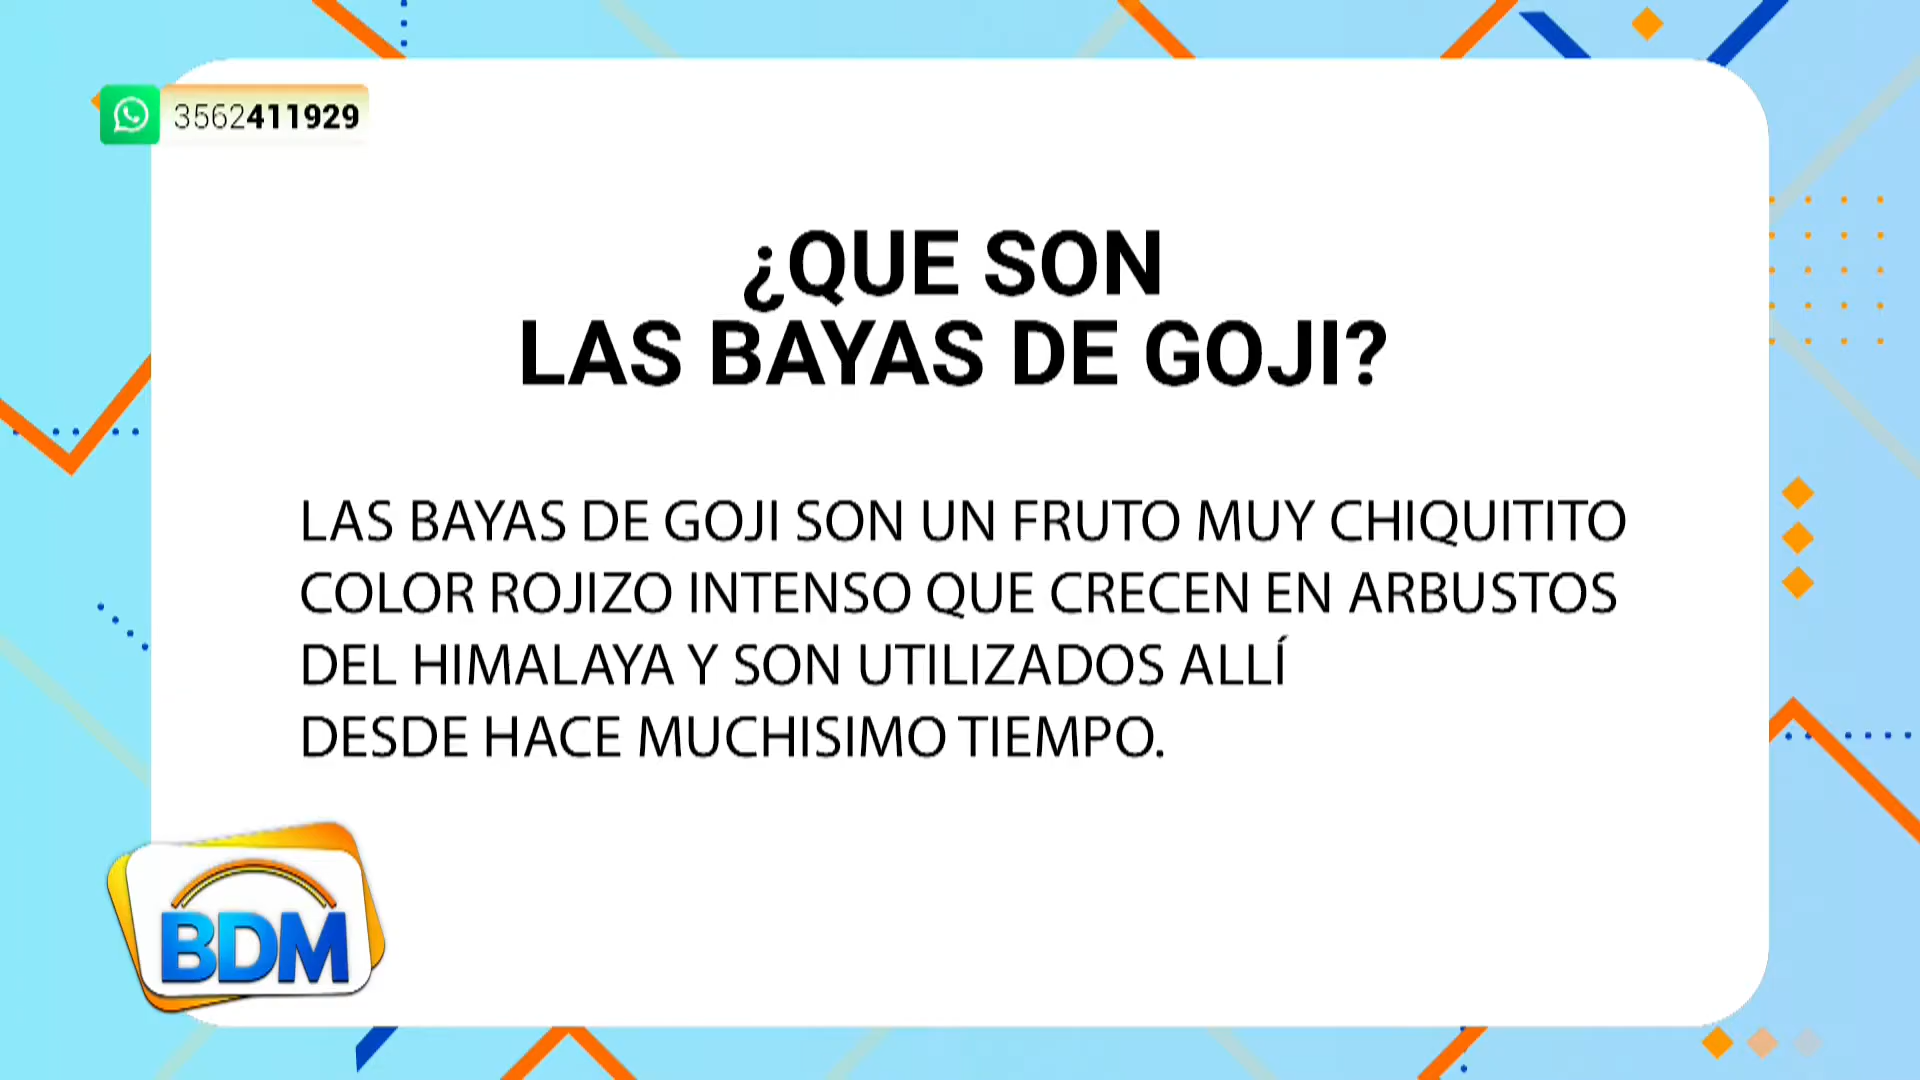 3562411929
¿QUE SON
LAS BAYAS DE GOJI?
LAS BAYAS DE GOJI SON UN FRUTO MUY CHIQUITITO
COLOR ROJIZO INTENSO QUE CRECEN EN ARBUSTOS
DEL HIMALAYA Y SON UTILIZADOS ALLÍ
DESDE HACE MUCHISIMO TIEMPO.
BDM